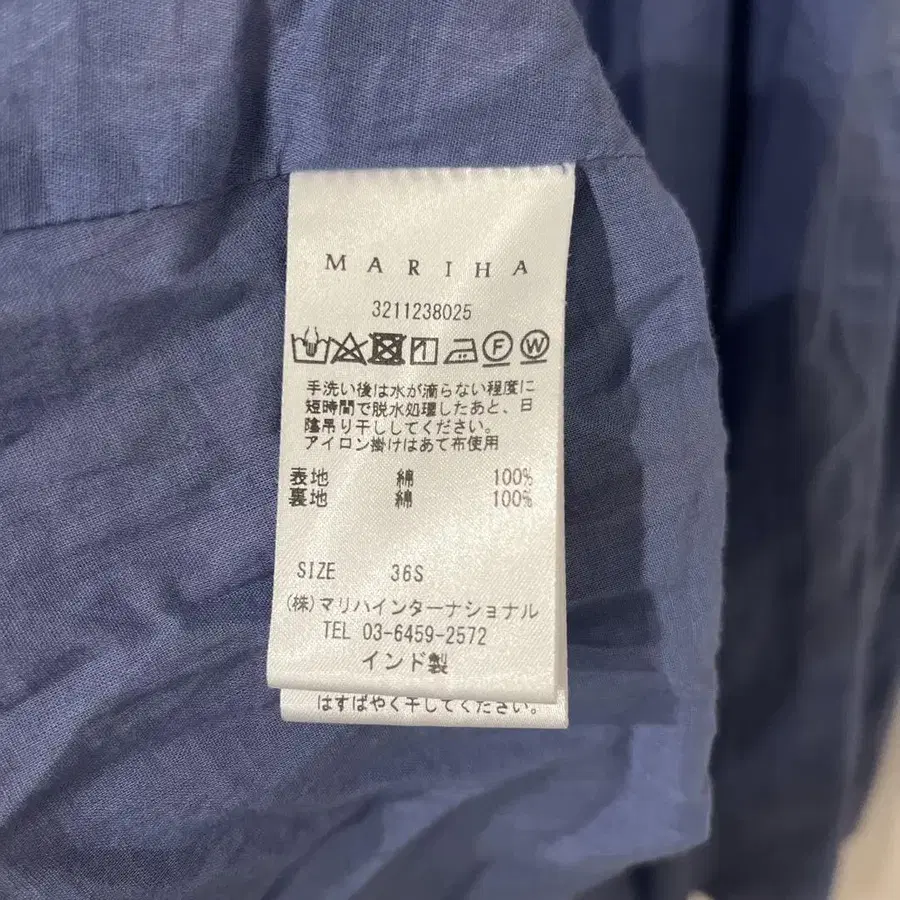 MARIHA
3211238025
F W
手洗い後は水が滴らない程度に
短時間で脱水処理したあと、日
陰吊り干ししてください。
アイロン掛けはあて布使用
表地 綿 100%
裏地 綿 100%
SIZE 36S
(株)マリハインターナショナル
TEL 03-6459-2572
インド製
はすばやく干してください。